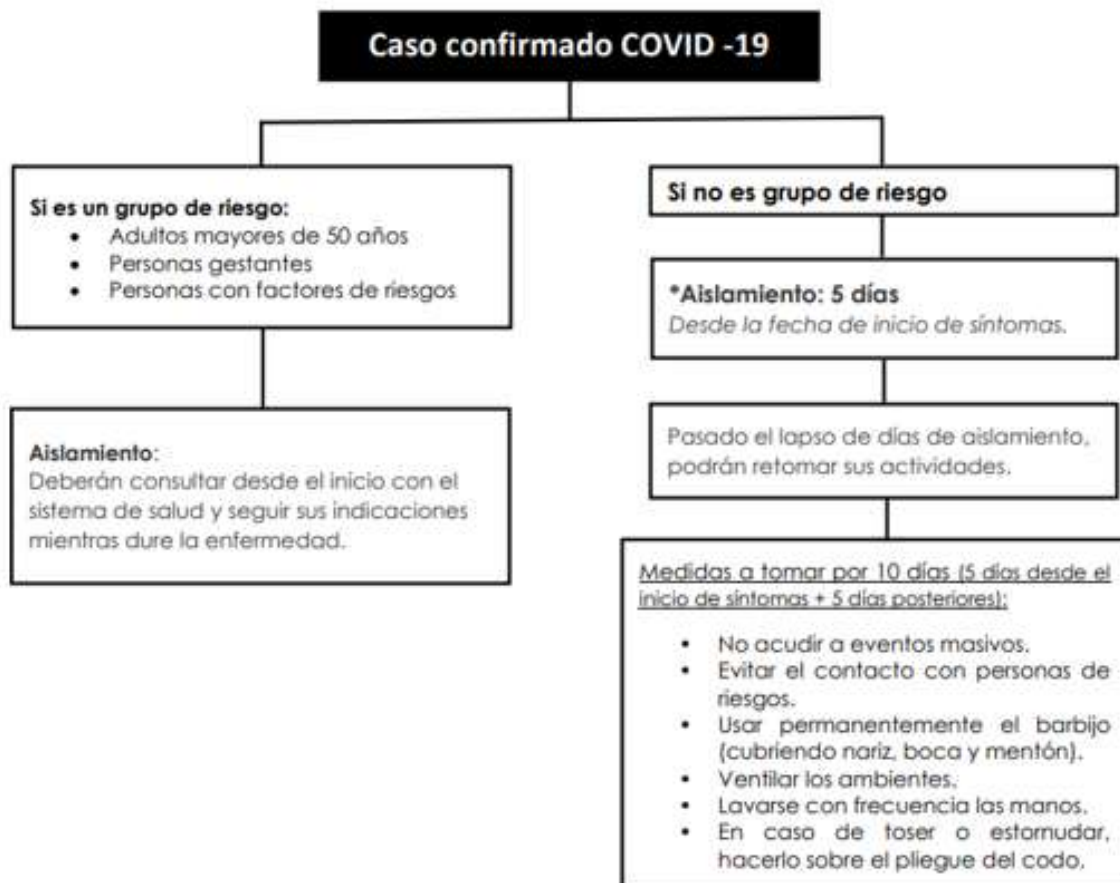 Caso confirmado COVID -19
Si es un grupo de riesgo:
• Adultos mayores de 50 años
• Personas gestantes
• Personas con factores de riesgos
Aislamiento:
Deberán consultar desde el inicio con el
sistema de salud y seguir sus indicaciones
mientras dure la enfermedad.
Si no es grupo de riesgo
*Aislamiento: 5 días
Desde la fecha de inicio de síntomas.
Pasado el lapso de días de aislamiento,
podrán retomar sus actividades.
Medidas a tomar por 10 días (5 días desde el
inicio de síntomas + 5 días posteriores):
• No acudir a eventos masivos.
• Evitar el contacto con personas de
riesgos.
• Usar permanentemente el barbijo
(cubriendo nariz, boca y mentón).
• Ventilar los ambientes.
• Lavarse con frecuencia las manos.
• En caso de toser o estornudar,
hacerlo sobre el pliegue del codo.